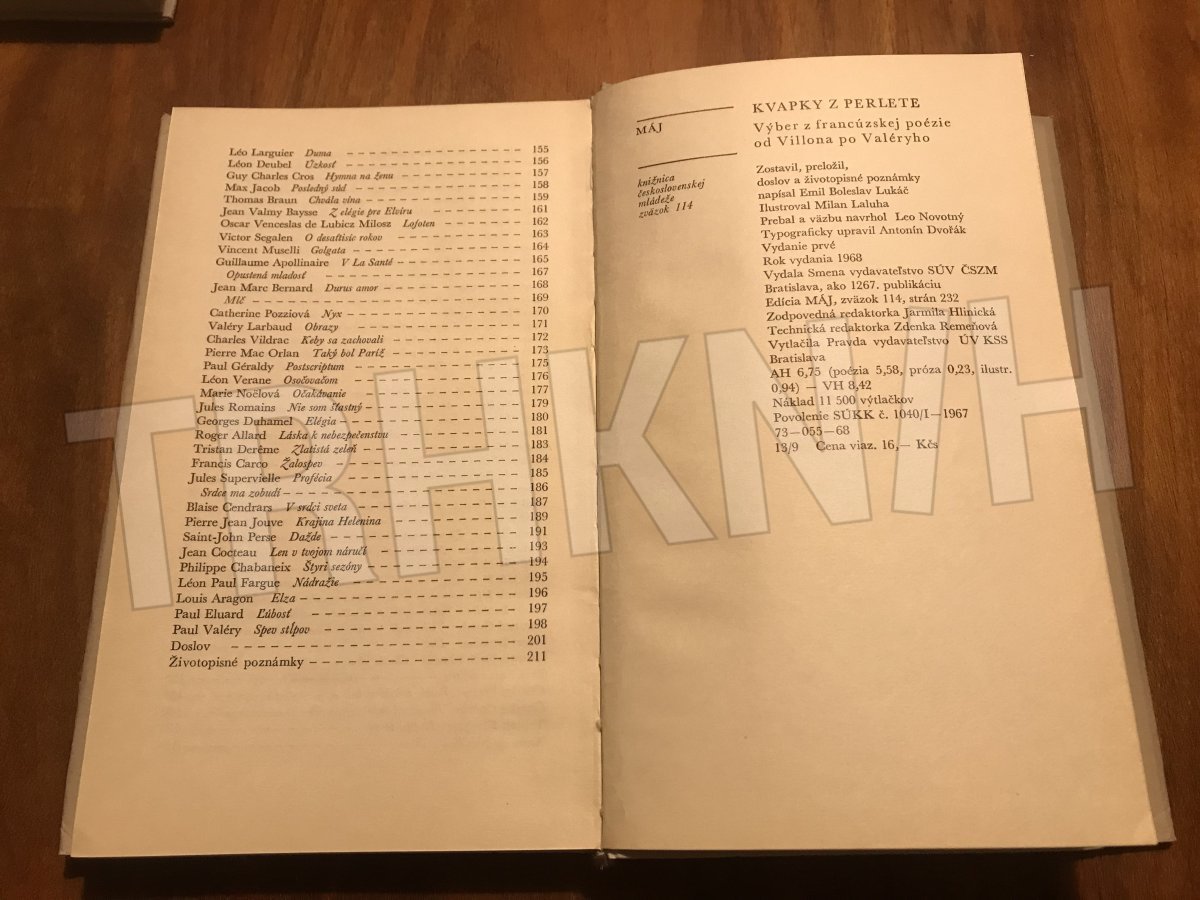 Léo Larguier Duma 155
Léon Deubel Úzkosť 156
Guy Charles Cros Hymna na ženu 157
Max Jacob Posledný súd 158
Thomas Braun Chvála vína 159
Jean Valmy Baysse Z elégie pre Elvíru 161
Oscar Venceslas de Lubicz Milosz Lofoten 162
Victor Segalen O desaťtisíc rokov 163
Vincent Muselli Golgata 164
Guillaume Apollinaire V La Santé 165
Opustená mladosť 167
Jean Marc Bernard Durus amor 168
Mlč 169
Catherine Pozziová Nyx 170
Valéry Larbaud Obrazy 171
Charles Vildrac Keby sa zachovali 172
Pierre Mac Orlan Taký bol Paríž 173
Paul Géraldy Postscriptum 175
Léon Verane Osočovačom 176
Marie Noëlová Očakávanie 177
Jules Romains Nie som šťastný 179
Georges Duhamel Elégia 180
Roger Allard Láska k nebezpečenstvu 181
Tristan Derême Zlatistá zeleň 183
Francis Carco Žalospev 184
Jules Supervielle Profécia 185
Srdce ma zobudí 186
Blaise Cendrars V srdci sveta 187
Pierre Jean Jouve Krajina Helenina 189
Saint-John Perse Dažde 191
Jean Cocteau Len v tvojom náručí 193
Philippe Chabaneix Štyri sezóny 194
Léon Paul Fargue Nádražie 195
Louis Aragon Elza 196
Paul Eluard Ľúbosť 197
Paul Valéry Spev stĺpov 198
Doslov 201
Životopisné poznámky 211
MÁJ
knižnica
československej
mládeže
zväzok 114
KVAPKY Z PERLETE
Výber z francúzskej poézie
od Villona po Valéryho
Zostavil, preložil,
doslov a životopisné poznámky
napísal Emil Boleslav Lukáč
Ilustroval Milan Laluha
Prebal a väzbu navrhol Leo Novotný
Typograficky upravil Antonín Dvořák
Vydanie prvé
Rok vydania 1968
Vydala Smena vydavateľstvo SÚV ČSZM
Bratislava, ako 1267. publikáciu
Edícia MÁJ, zväzok 114, strán 232
Zodpovedná redaktorka Jarmila Hlinická
Technická redaktorka Zdenka Remeňová
Vytlačila Pravda vydavateľstvo ÚV KSS
Bratislava
AH 6,75 (poézia 5,58, próza 0,23, ilustr.
0,94) — VH 8,42
Náklad 11 500 výtlačkov
Povolenie SÚKK č. 1040/I—1967
73—055—68
13/9 Cena viaz. 16,— Kčs
TRHKNIH